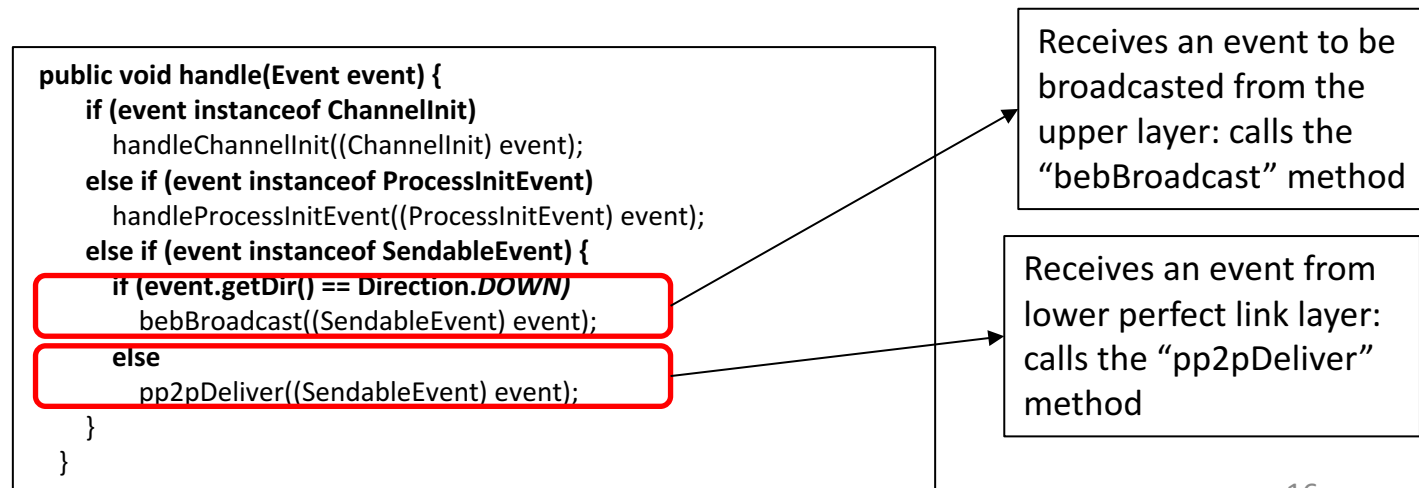 public void handle(Event event) {
if (event instanceof ChannelInit)
handleChannelInit((ChannelInit) event);
else if (event instanceof ProcessInitEvent)
handleProcessInitEvent((ProcessInitEvent) event);
else if (event instanceof SendableEvent) {
if (event.getDir() == Direction.DOWN)
bebBroadcast((SendableEvent) event);
else
pp2pDeliver((SendableEvent) event);
}
}
Receives an event to be
broadcasted from the
upper layer: calls the
“bebBroadcast” method
Receives an event from
lower perfect link layer:
calls the “pp2pDeliver”
method